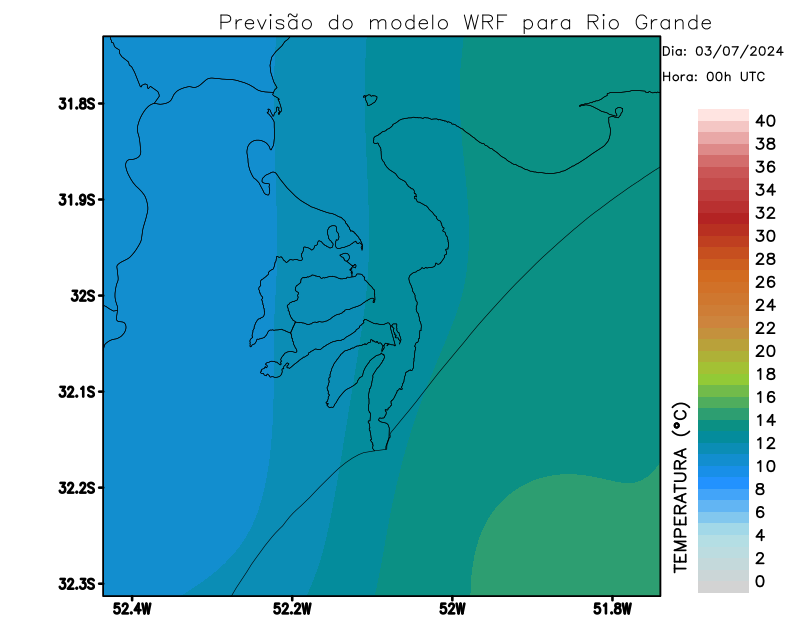 Previsão do modelo WRF para Rio Grande
Dia: 03/07/2024
Hora: 00h UTC
31.8S
31.9S
32S
32.1S
32.2S
32.3S
52.4W
52.2W
52W
51.8W
TEMPERATURA (°C)
40
38
36
34
32
30
28
26
24
22
20
18
16
14
12
10
8
6
4
2
0